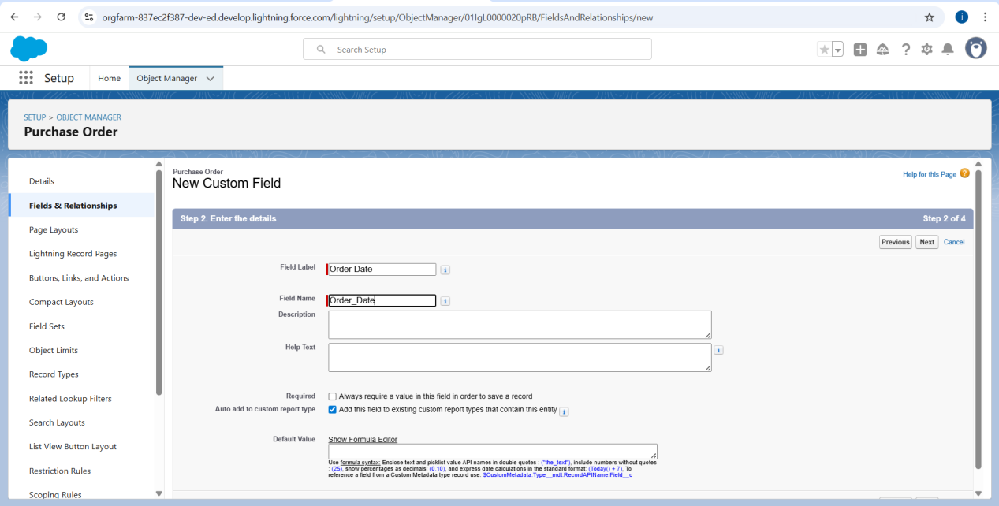 orgfarm-837ec2f387-dev-ed.develop.lightning.force.com/lightning/setup/ObjectManager/01IgL0000020pRB/FieldsAndRelationships/new
i
Search Setup
Setup
Home
Object Manager
SETUP > OBJECT MANAGER
Purchase Order
Details
Fields & Relationships
Page Layouts
Lightning Record Pages
Buttons, Links, and Actions
Compact Layouts
Field Sets
Object Limits
Record Types
Related Lookup Filters
Search Layouts
List View Button Layout
Restriction Rules
Scoping Rules
Purchase Order
New Custom Field
Help for this Page ?
Step 2. Enter the details Step 2 of 4
Previous Next Cancel
Field Label Order Date i
Field Name Order_Date i
Description
Help Text i
Required Always require a value in this field in order to save a record
Auto add to custom report type Add this field to existing custom report types that contain this entity i
Default Value Show Formula Editor
Use formula syntax: Enclose text and picklist value API names in double quotes : ("the_text"), include numbers without quotes
: (25), show percentages as decimals: (0.10), and express date calculations in the standard format: (Today() + 7), To
reference a field from a Custom Metadata type record use: $CustomMetadata.Type__mdt.RecordAPIName.Field__c